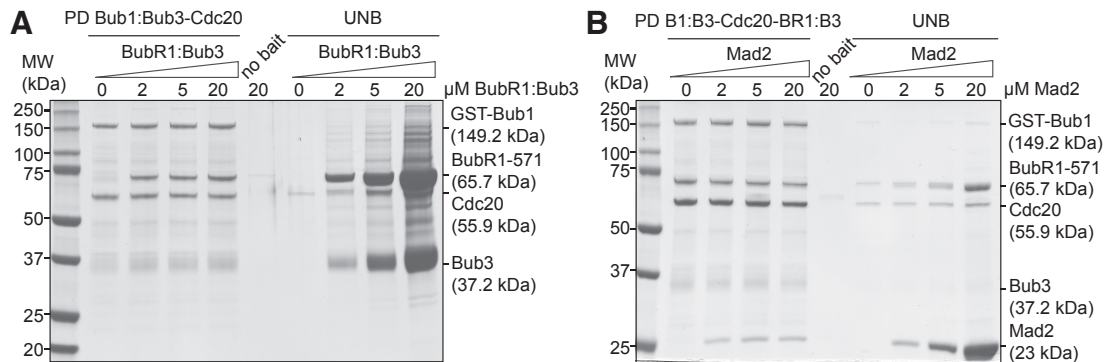 A
PD Bub1:Bub3-Cdc20
UNB
BubR1:Bub3
no bait
BubR1:Bub3
MW
(kDa)
0 2 5 20 20 0 2 5 20 µM BubR1:Bub3
250
150
100
75
50
37
25
20
GST-Bub1
(149.2 kDa)
BubR1-571
(65.7 kDa)
Cdc20
(55.9 kDa)
Bub3
(37.2 kDa)
B
PD B1:B3-Cdc20-BR1:B3
UNB
Mad2
no bait
Mad2
MW
(kDa)
0 2 5 20 20 0 2 5 20 µM Mad2
250
150
100
75
50
37
25
GST-Bub1
(149.2 kDa)
BubR1-571
(65.7 kDa)
Cdc20
(55.9 kDa)
Bub3
(37.2 kDa)
Mad2
(23 kDa)